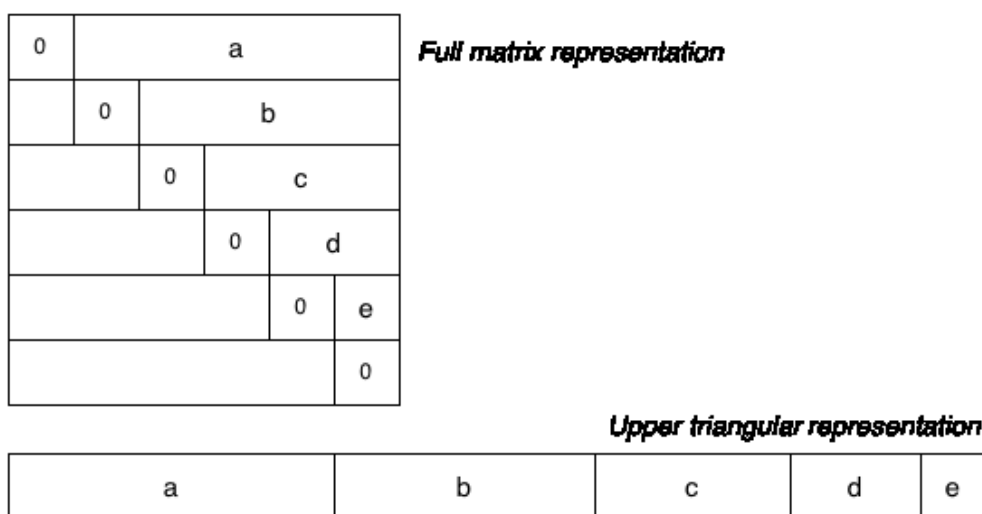 0 a Full matrix representation
0 b
0 c
0 d
0 e
0
Upper triangular representation
a b c d e